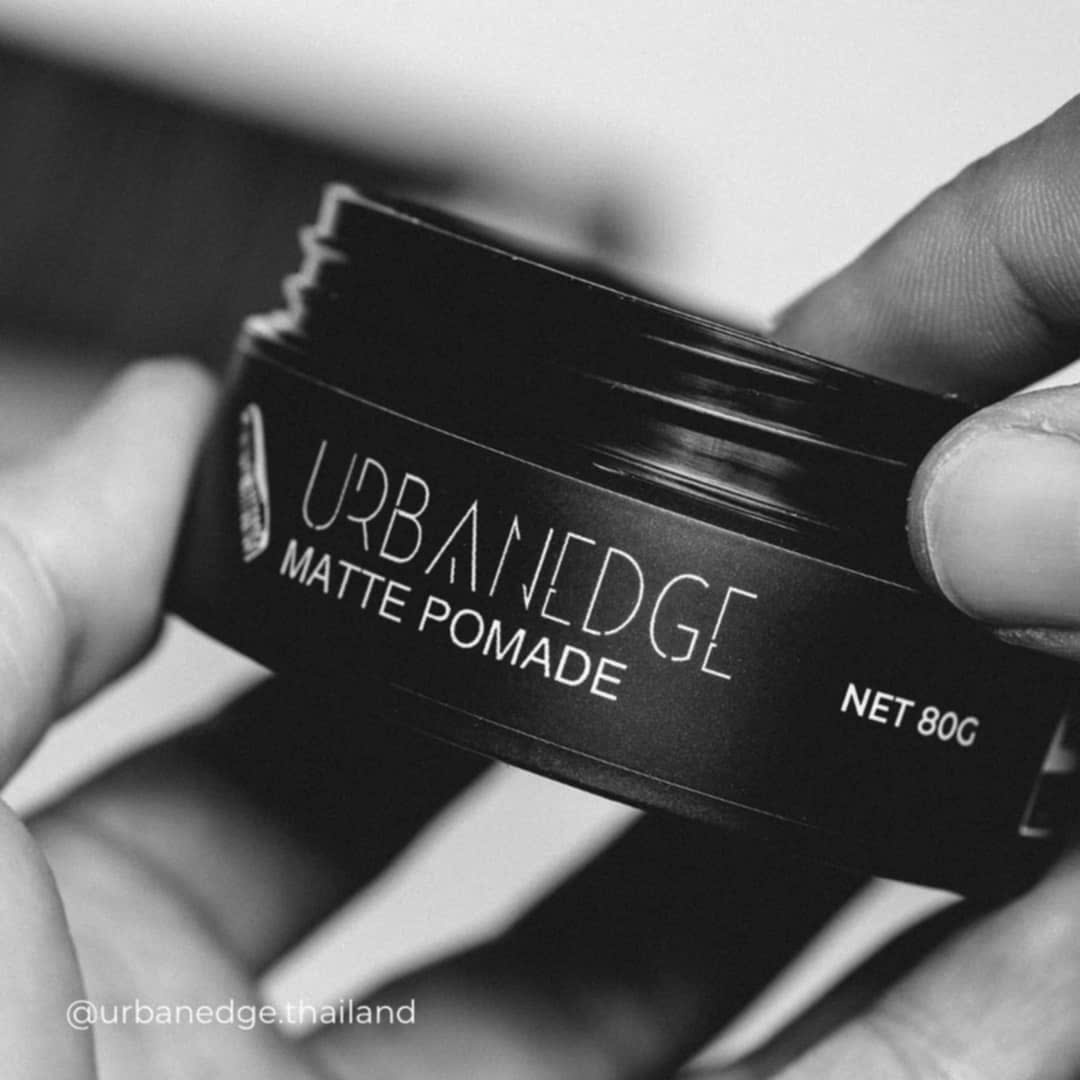 URBANEDGE
MATTE POMADE
NET 80G
@urbanedge.thailand